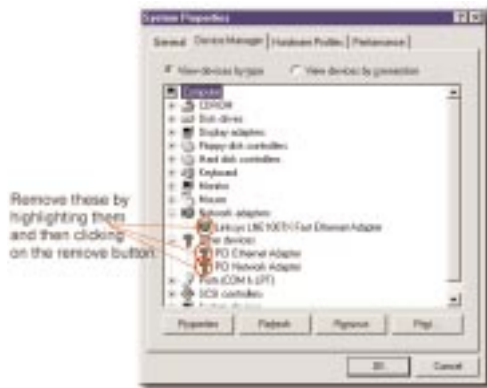 System Properties
General Device Manager Hardware Profiles Performance
View devices by type View devices by connection
Computer
CDROM
Disk drives
Display adapters
Floppy disk controllers
Hard disk controllers
Keyboard
Monitor
Mouse
Network adapters
Linksys LNE100TX Fast Ethernet Adapter
Other devices
PCI Ethernet Adapter
PCI Network Adapter
Ports (COM & LPT)
SCSI controllers
Remove these by
highlighting them
and then clicking
on the remove button.
Properties Refresh Remove Print
OK Cancel